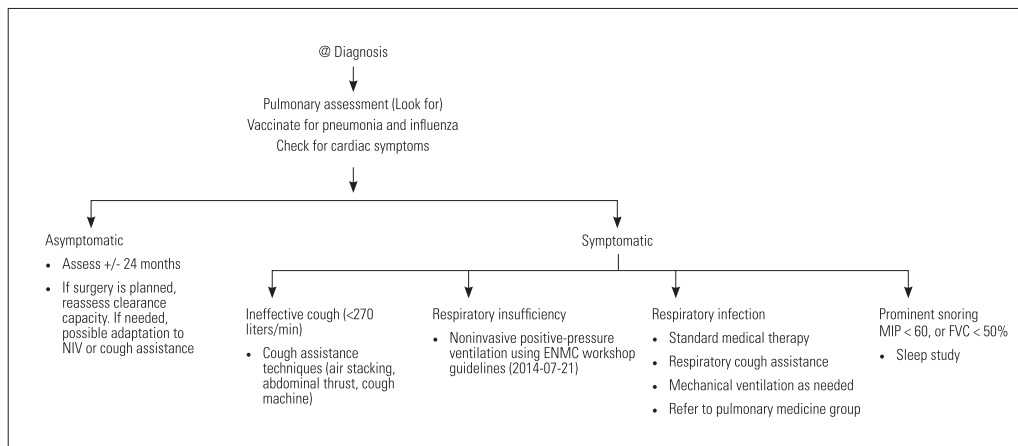 @ Diagnosis
Pulmonary assessment (Look for)
Vaccinate for pneumonia and influenza
Check for cardiac symptoms
Asymptomatic
• Assess +/- 24 months
• If surgery is planned,
reassess clearance
capacity. If needed,
possible adaptation to
NIV or cough assistance
Symptomatic
Ineffective cough (<270
liters/min)
• Cough assistance
techniques (air stacking,
abdominal thrust, cough
machine)
Respiratory insufficiency
• Noninvasive positive-pressure
ventilation using ENMC workshop
guidelines (2014-07-21)
Respiratory infection
• Standard medical therapy
• Respiratory cough assistance
• Mechanical ventilation as needed
• Refer to pulmonary medicine group
Prominent snoring
MIP < 60, or FVC < 50%
• Sleep study